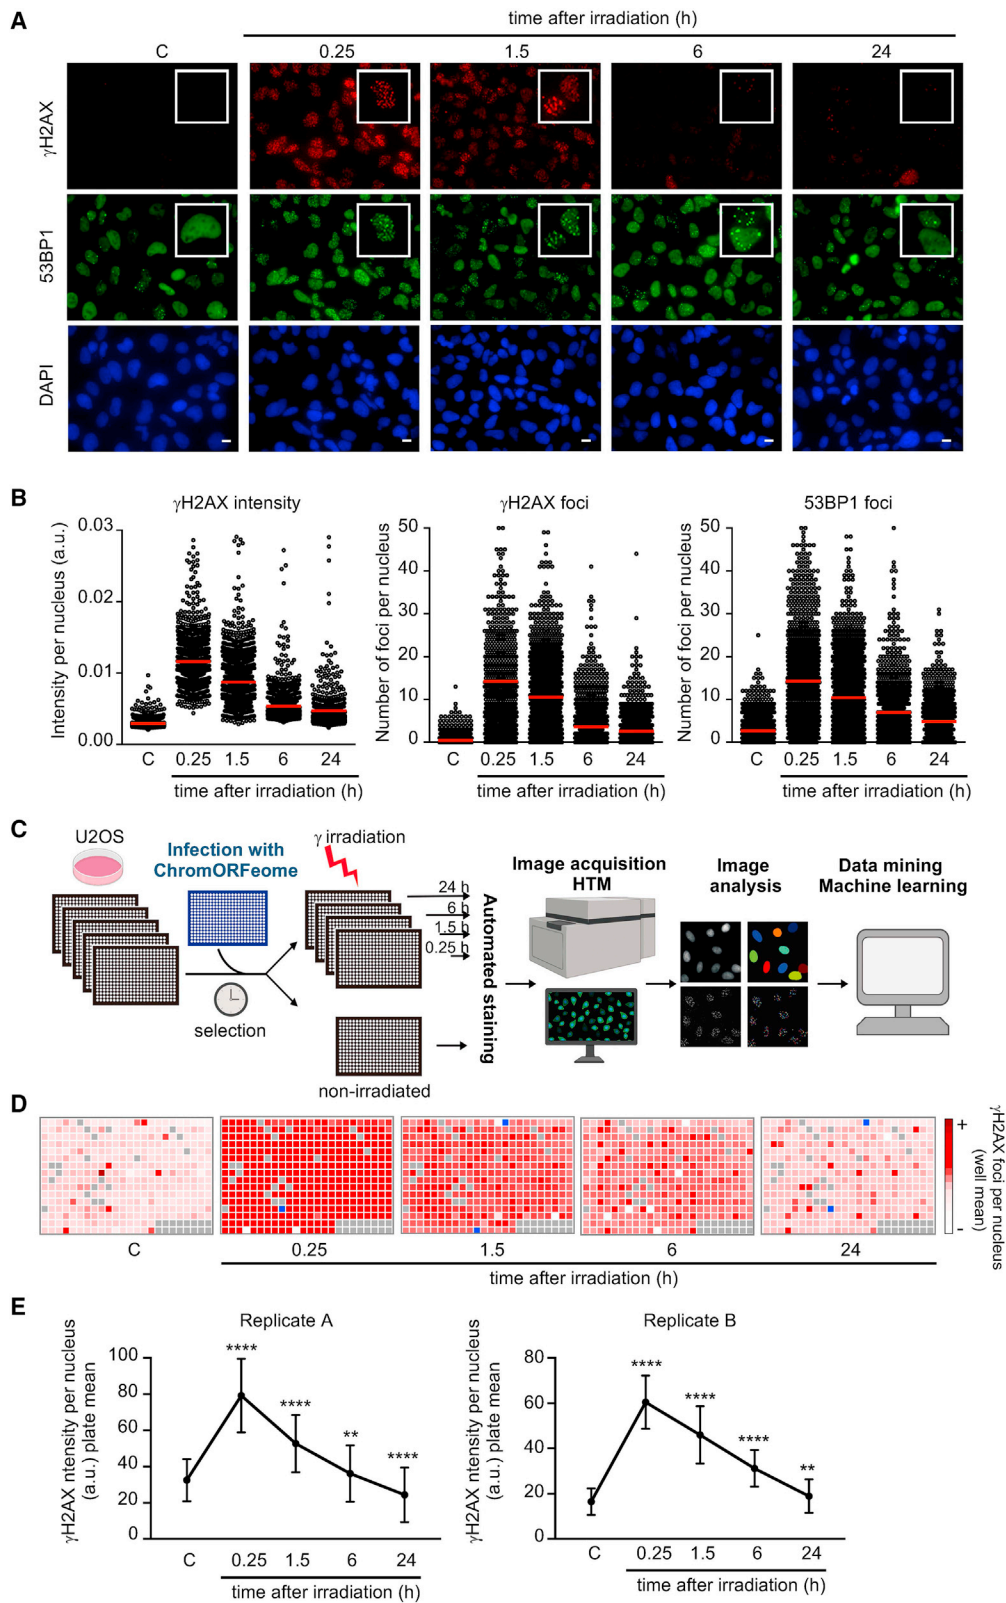 A
time after irradiation (h)
C 0.25 1.5 6 24
γH2AX
53BP1
DAPI
B
γH2AX intensity
Intensity per nucleus (a.u.)
0.03
0.02
0.01
0.00
C 0.25 1.5 6 24
time after irradiation (h)
γH2AX foci
Number of foci per nucleus
50
40
30
20
10
0
C 0.25 1.5 6 24
time after irradiation (h)
53BP1 foci
Number of foci per nucleus
50
40
30
20
10
0
C 0.25 1.5 6 24
time after irradiation (h)
C
U2OS
Infection with
ChromORFeome
selection
γ irradiation
24 h
6 h
1.5 h
0.25 h
non-irradiated
Automated staining
Image acquisition
HTM
Image
analysis
Data mining
Machine learning
D
C 0.25 1.5 6 24
time after irradiation (h)
+
-
γH2AX foci per nucleus
(well mean)
E
Replicate A
γH2AX ntensity per nucleus
(a.u.) plate mean
100
80
60
40
20
0
****
****
**
****
C 0.25 1.5 6 24
time after irradiation (h)
Replicate B
γH2AX ntensity per nucleus
(a.u.) plate mean
80
60
40
20
0
****
****
****
**
C 0.25 1.5 6 24
time after irradiation (h)